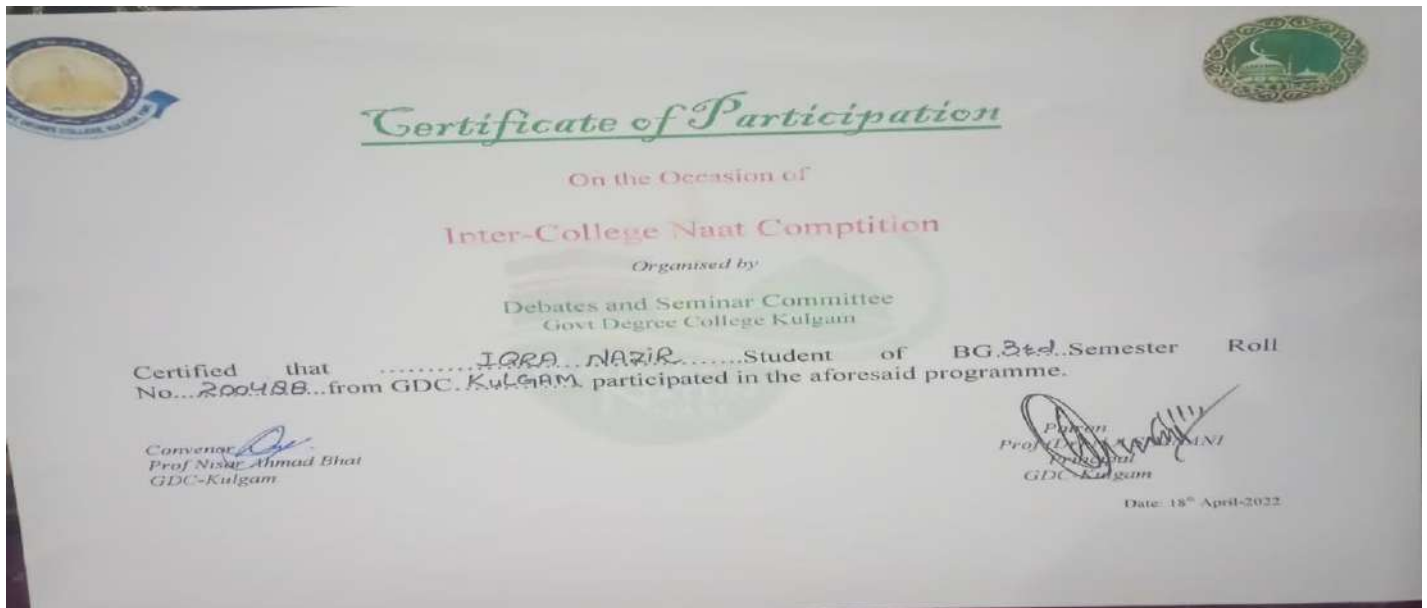 Certificate of Participation
On the Occasion of
Inter-College Naat Comptition
Organised by
Debates and Seminar Committee
Govt Degree College Kulgam
Certified that ..........IQRA...NAZIR.......Student of BG.3rd..Semester Roll
No...200488...from GDC.KULGAM. participated in the aforesaid programme.
Convenor
Prof Nisar Ahmad Bhat
GDC-Kulgam
Patron
Prof
Principal
GDC-Kulgam
Date: 18th April-2022